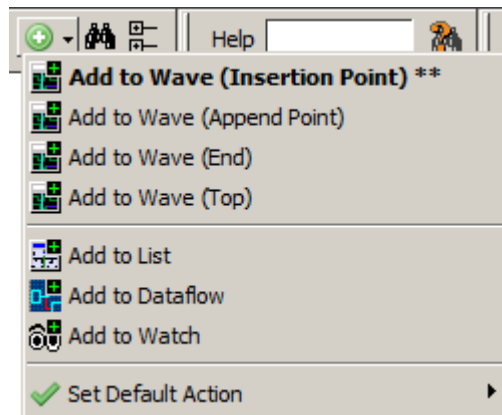 Help
Add to Wave (Insertion Point) **
Add to Wave (Append Point)
Add to Wave (End)
Add to Wave (Top)
Add to List
Add to Dataflow
Add to Watch
Set Default Action